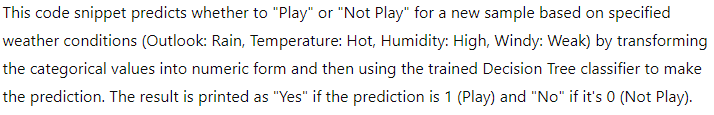 This code snippet predicts whether to "Play" or "Not Play" for a new sample based on specified
weather conditions (Outlook: Rain, Temperature: Hot, Humidity: High, Windy: Weak) by transforming
the categorical values into numeric form and then using the trained Decision Tree classifier to make
the prediction. The result is printed as "Yes" if the prediction is 1 (Play) and "No" if it's 0 (Not Play).